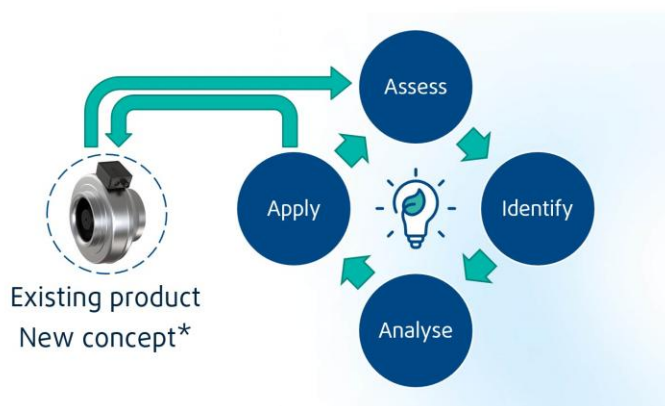 Assess
Apply
Identify
Analyse
Existing product
New concept*